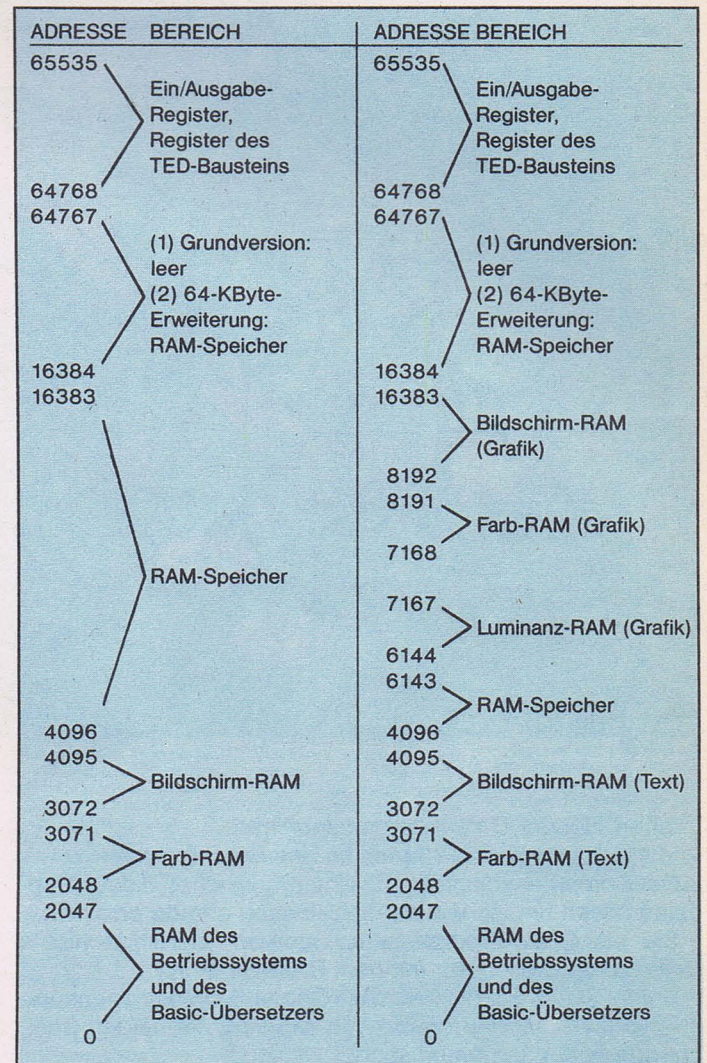 ADRESSE BEREICH
65535
Ein/Ausgabe-
Register,
Register des
TED-Bausteins
64768
64767
(1) Grundversion:
leer
(2) 64-KByte-
Erweiterung:
RAM-Speicher
16384
16383
RAM-Speicher
4096
4095
Bildschirm-RAM
3072
3071
Farb-RAM
2048
2047
RAM des
Betriebssystems
und des
Basic-Übersetzers
0
ADRESSE BEREICH
65535
Ein/Ausgabe-
Register,
Register des
TED-Bausteins
64768
64767
(1) Grundversion:
leer
(2) 64-KByte-
Erweiterung:
RAM-Speicher
16384
16383
Bildschirm-RAM
(Grafik)
8192
8191
Farb-RAM (Grafik)
7168
7167
Luminanz-RAM (Grafik)
6144
6143
RAM-Speicher
4096
4095
Bildschirm-RAM (Text)
3072
3071
Farb-RAM (Text)
2048
2047
RAM des
Betriebssystems
und des
Basic-Übersetzers
0